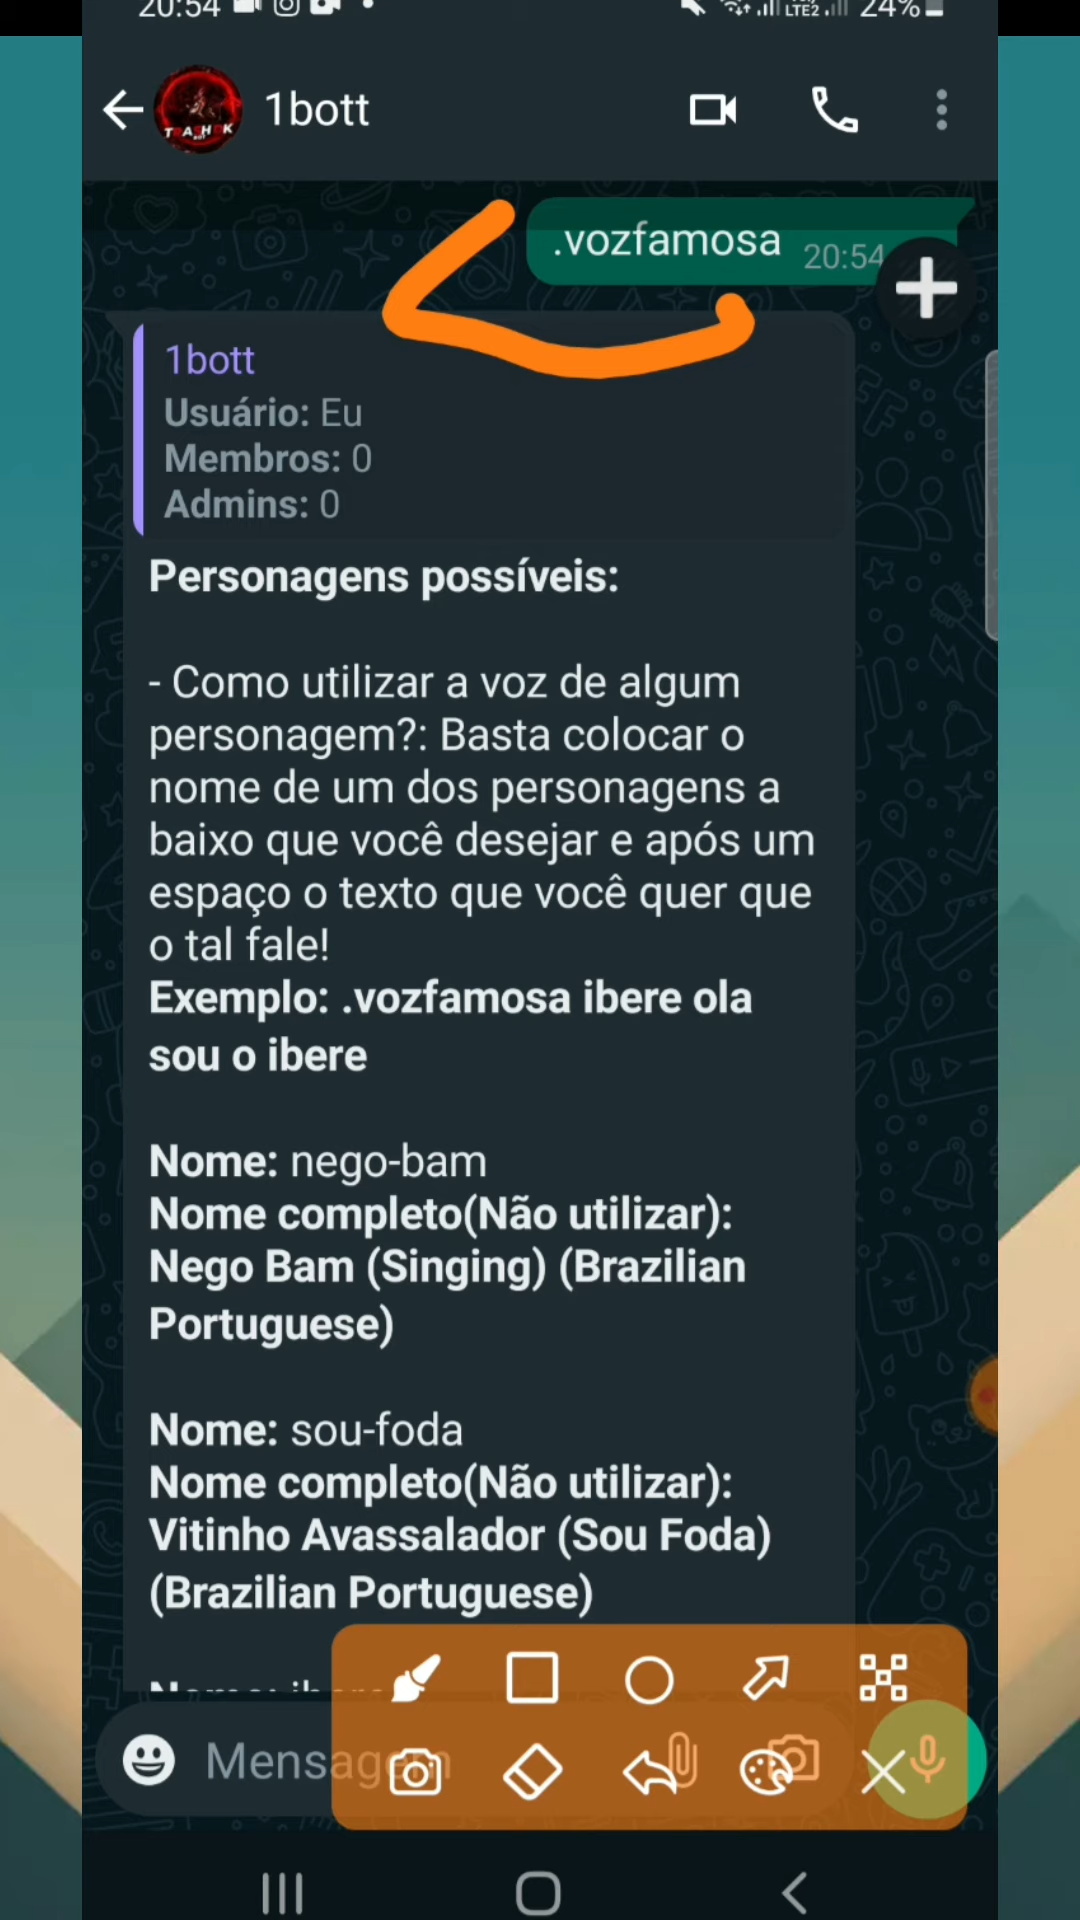 20:54 LTE2 24%
1bott
.vozfamosa 20:54
1bott
Usuário: Eu
Membros: 0
Admins: 0
Personagens possíveis:
- Como utilizar a voz de algum
personagem?: Basta colocar o
nome de um dos personagens a
baixo que você desejar e após um
espaço o texto que você quer que
o tal fale!
Exemplo: .vozfamosa ibere ola
sou o ibere
Nome: nego-bam
Nome completo(Não utilizar):
Nego Bam (Singing) (Brazilian
Portuguese)
Nome: sou-foda
Nome completo(Não utilizar):
Vitinho Avassalador (Sou Foda)
(Brazilian Portuguese)
Mensagem